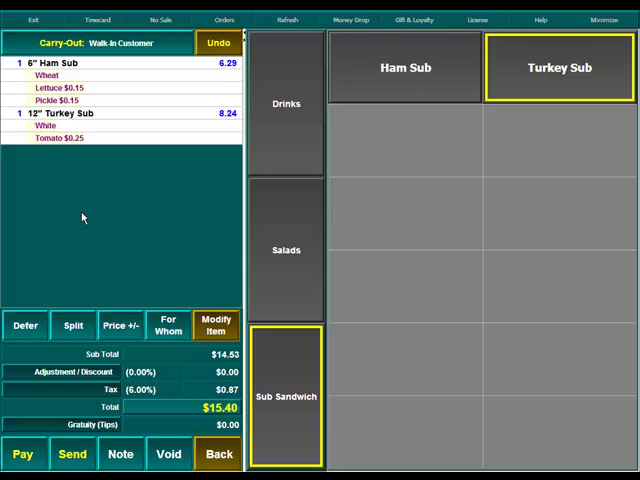 Exit Timecard No Sale Orders Refresh Money Drop Gift & Loyalty License Help Minimize
Carry-Out: Walk-In Customer Undo
1 6" Ham Sub 6.29
Wheat
Lettuce $0.15
Pickle $0.15
1 12" Turkey Sub 8.24
White
Tomato $0.25
Defer Split Price +/- For Whom Modify Item
Sub Total $14.53
Adjustment / Discount (0.00%) $0.00
Tax (6.00%) $0.87
Total $15.40
Gratuity (Tips) $0.00
Pay Send Note Void Back
Drinks
Salads
Sub Sandwich
Ham Sub Turkey Sub